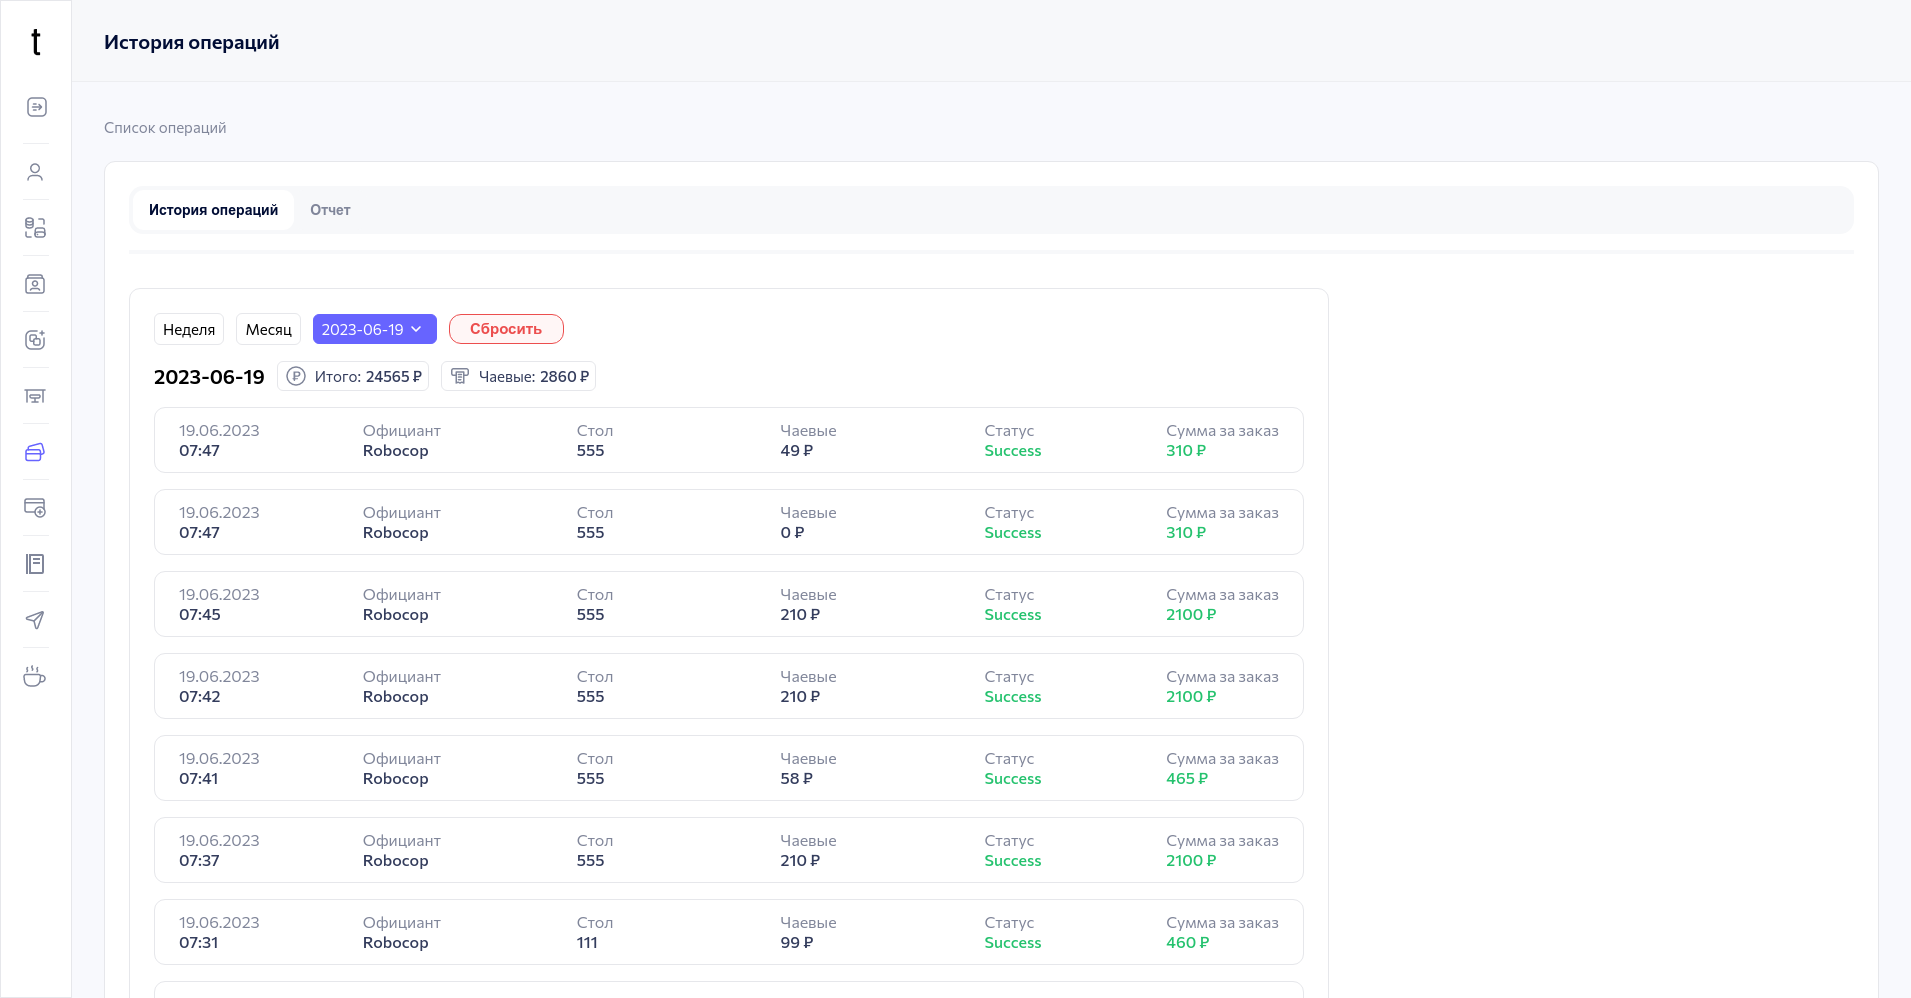 t
История операций
Список операций
История операций Отчет
Неделя Месяц 2023-06-19 Сбросить
2023-06-19 Итого: 24565 ₽ Чаевые: 2860 ₽
19.06.2023 Официант Стол Чаевые Статус Сумма за заказ
07:47 Robocop 555 49 ₽ Success 310 ₽
19.06.2023 Официант Стол Чаевые Статус Сумма за заказ
07:47 Robocop 555 0 ₽ Success 310 ₽
19.06.2023 Официант Стол Чаевые Статус Сумма за заказ
07:45 Robocop 555 210 ₽ Success 2100 ₽
19.06.2023 Официант Стол Чаевые Статус Сумма за заказ
07:42 Robocop 555 210 ₽ Success 2100 ₽
19.06.2023 Официант Стол Чаевые Статус Сумма за заказ
07:41 Robocop 555 58 ₽ Success 465 ₽
19.06.2023 Официант Стол Чаевые Статус Сумма за заказ
07:37 Robocop 555 210 ₽ Success 2100 ₽
19.06.2023 Официант Стол Чаевые Статус Сумма за заказ
07:31 Robocop 111 99 ₽ Success 460 ₽